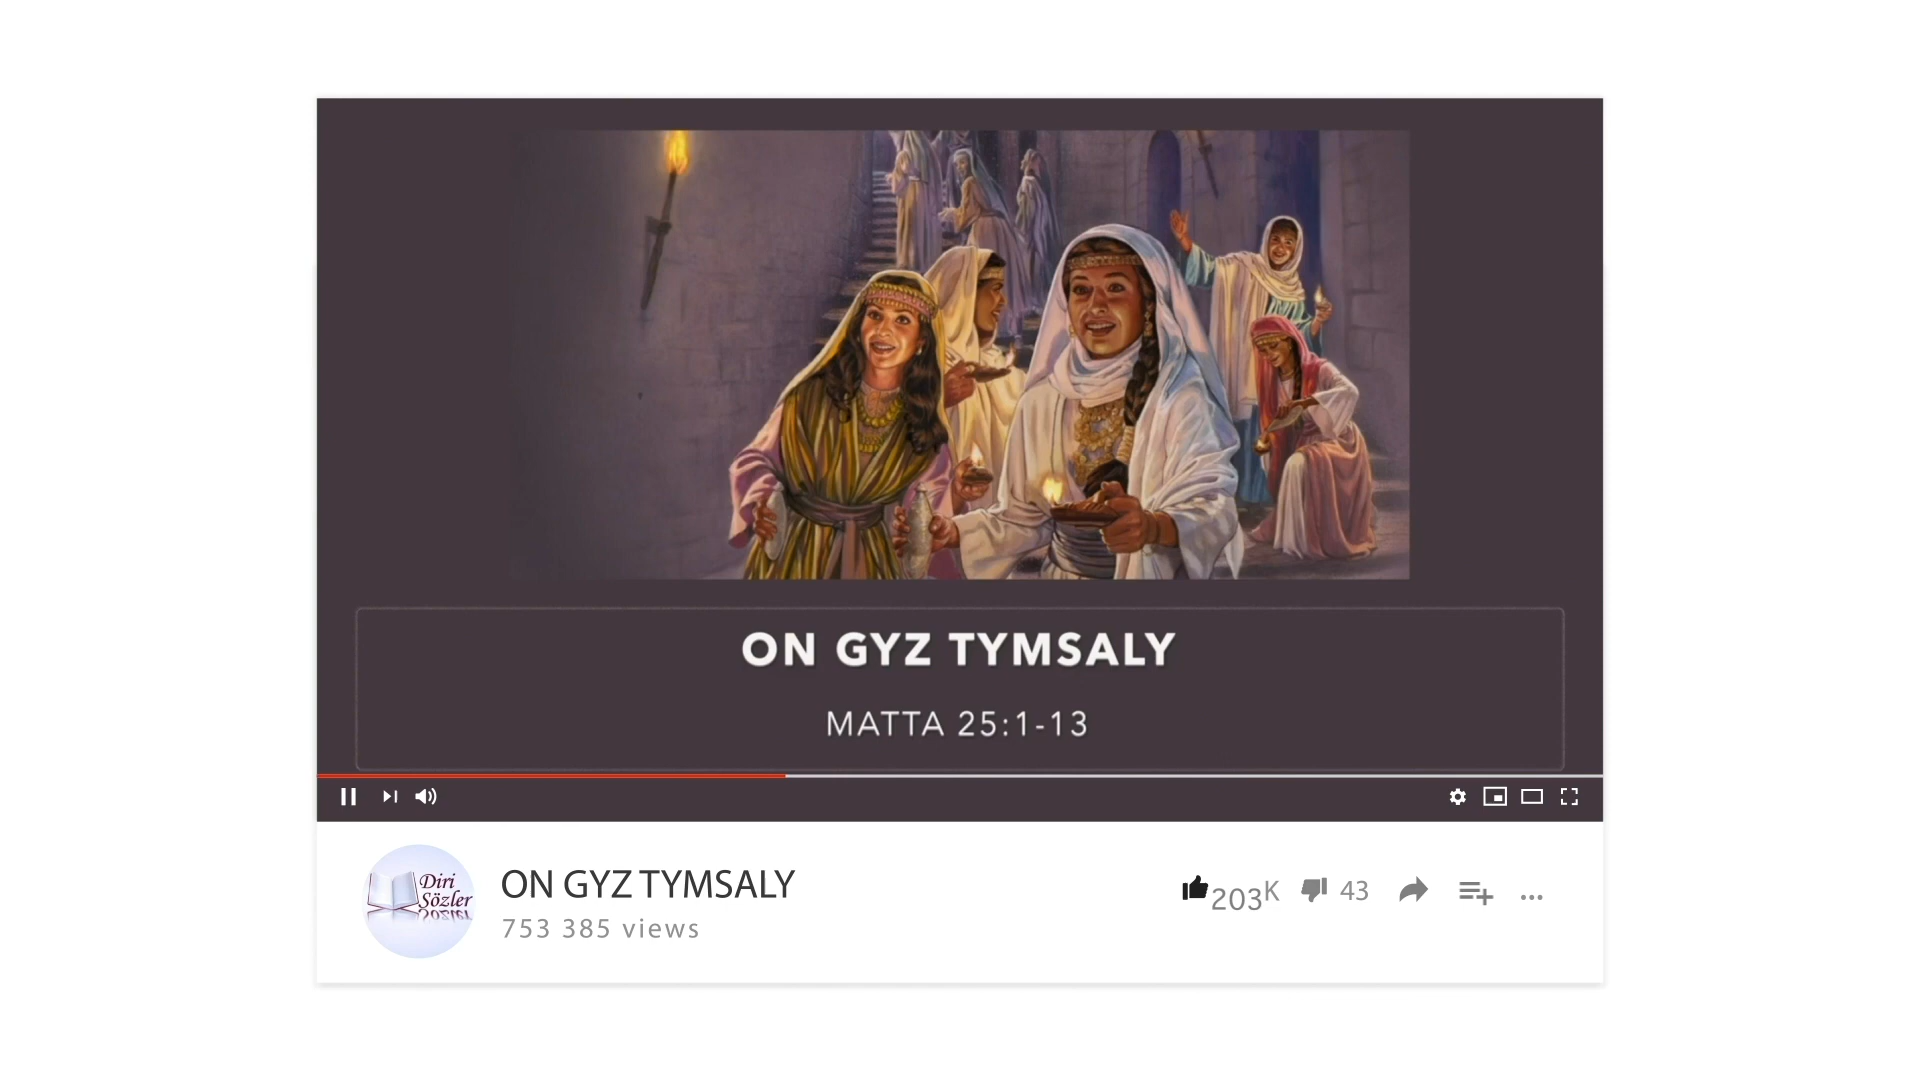 ON GYZ TYMSALY
MATTA 25:1-13
Diri
Sözler
ON GYZ TYMSALY
753 385 views
203K
43